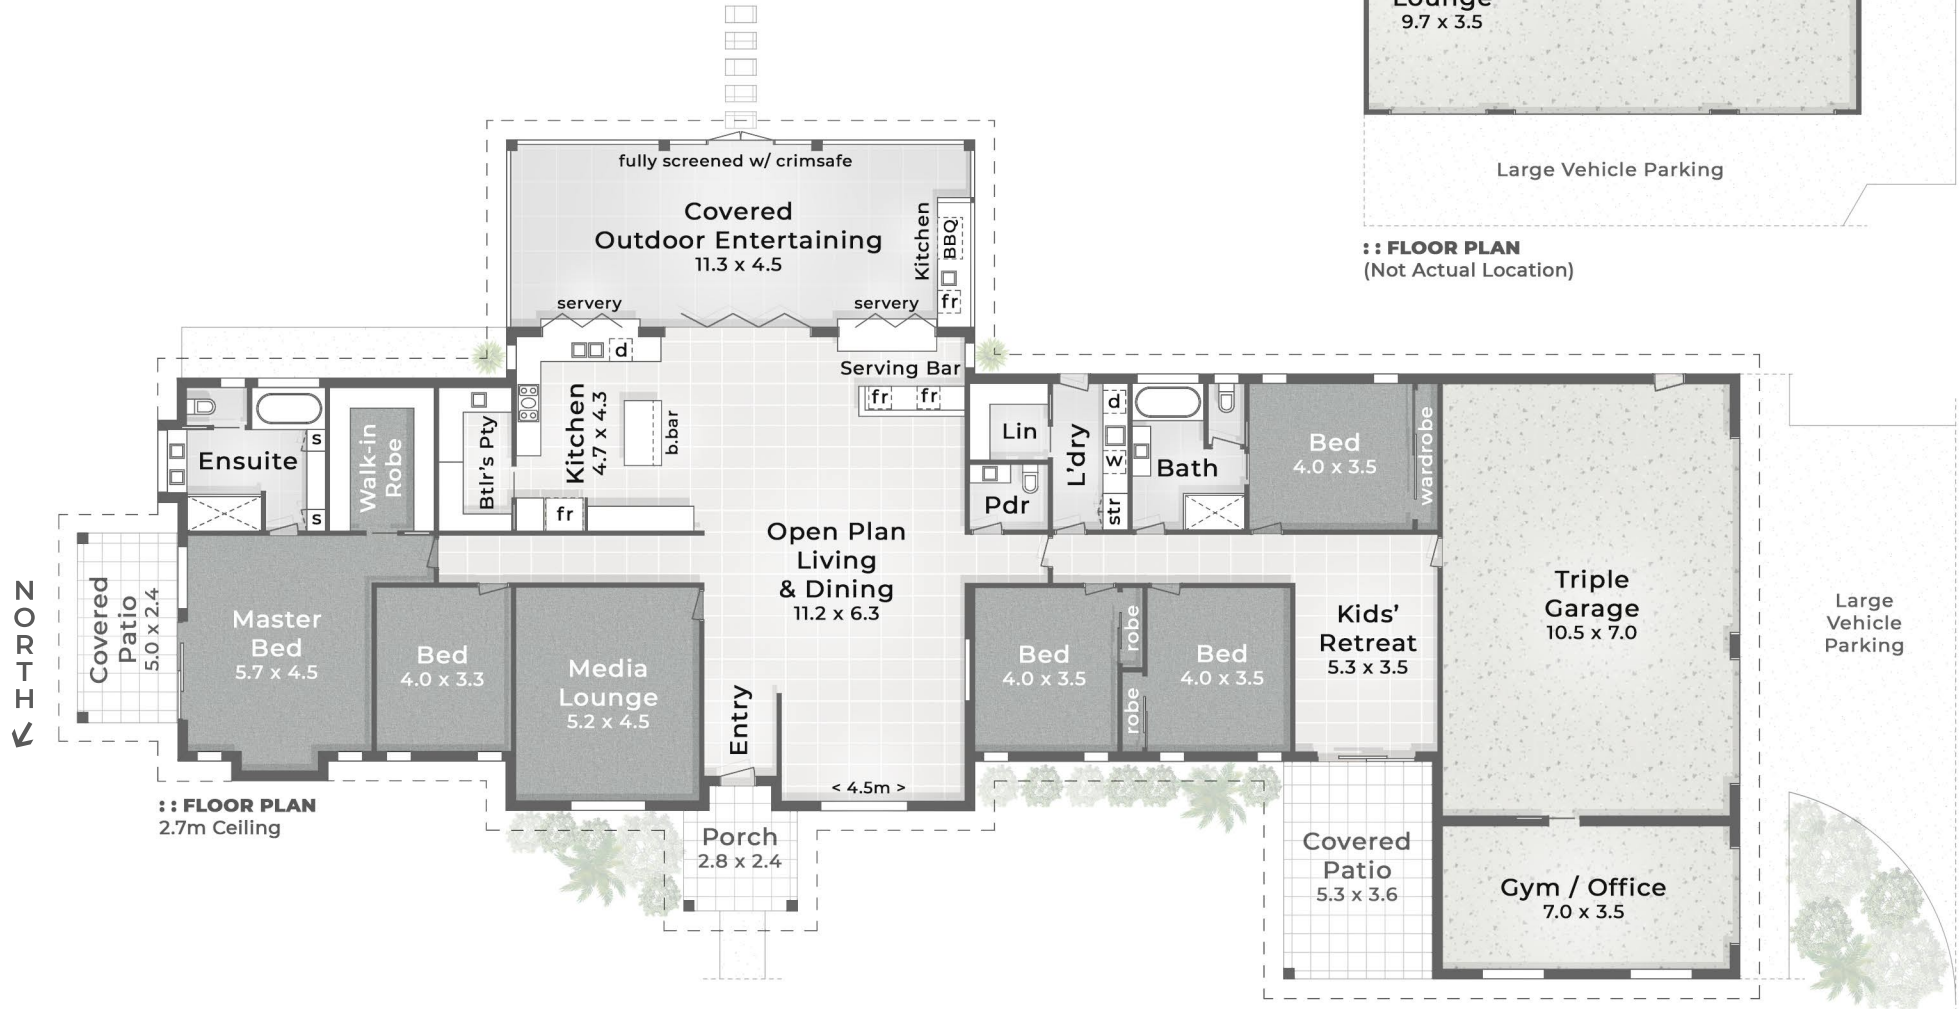 Lounge
9.7 x 3.5
Large Vehicle Parking
:: FLOOR PLAN
(Not Actual Location)
fully screened w/ crimsafe
Covered
Outdoor Entertaining
11.3 x 4.5
Kitchen
BBQ
fr
servery
servery
d
Serving Bar
fr
fr
Kitchen
4.7 x 4.3
b.bar
Btlr's Pty
fr
Walk-in
Robe
Ensuite
s
s
Lin
Pdr
L'dry
d
w
str
Bath
Bed
4.0 x 3.5
wardrobe
Open Plan
Living
& Dining
11.2 x 6.3
NORTH
Covered
Patio
5.0 x 2.4
Master
Bed
5.7 x 4.5
Bed
4.0 x 3.3
Media
Lounge
5.2 x 4.5
Entry
< 4.5m >
Bed
4.0 x 3.5
robe
robe
Bed
4.0 x 3.5
Kids'
Retreat
5.3 x 3.5
Triple
Garage
10.5 x 7.0
Large
Vehicle
Parking
:: FLOOR PLAN
2.7m Ceiling
Porch
2.8 x 2.4
Covered
Patio
5.3 x 3.6
Gym / Office
7.0 x 3.5